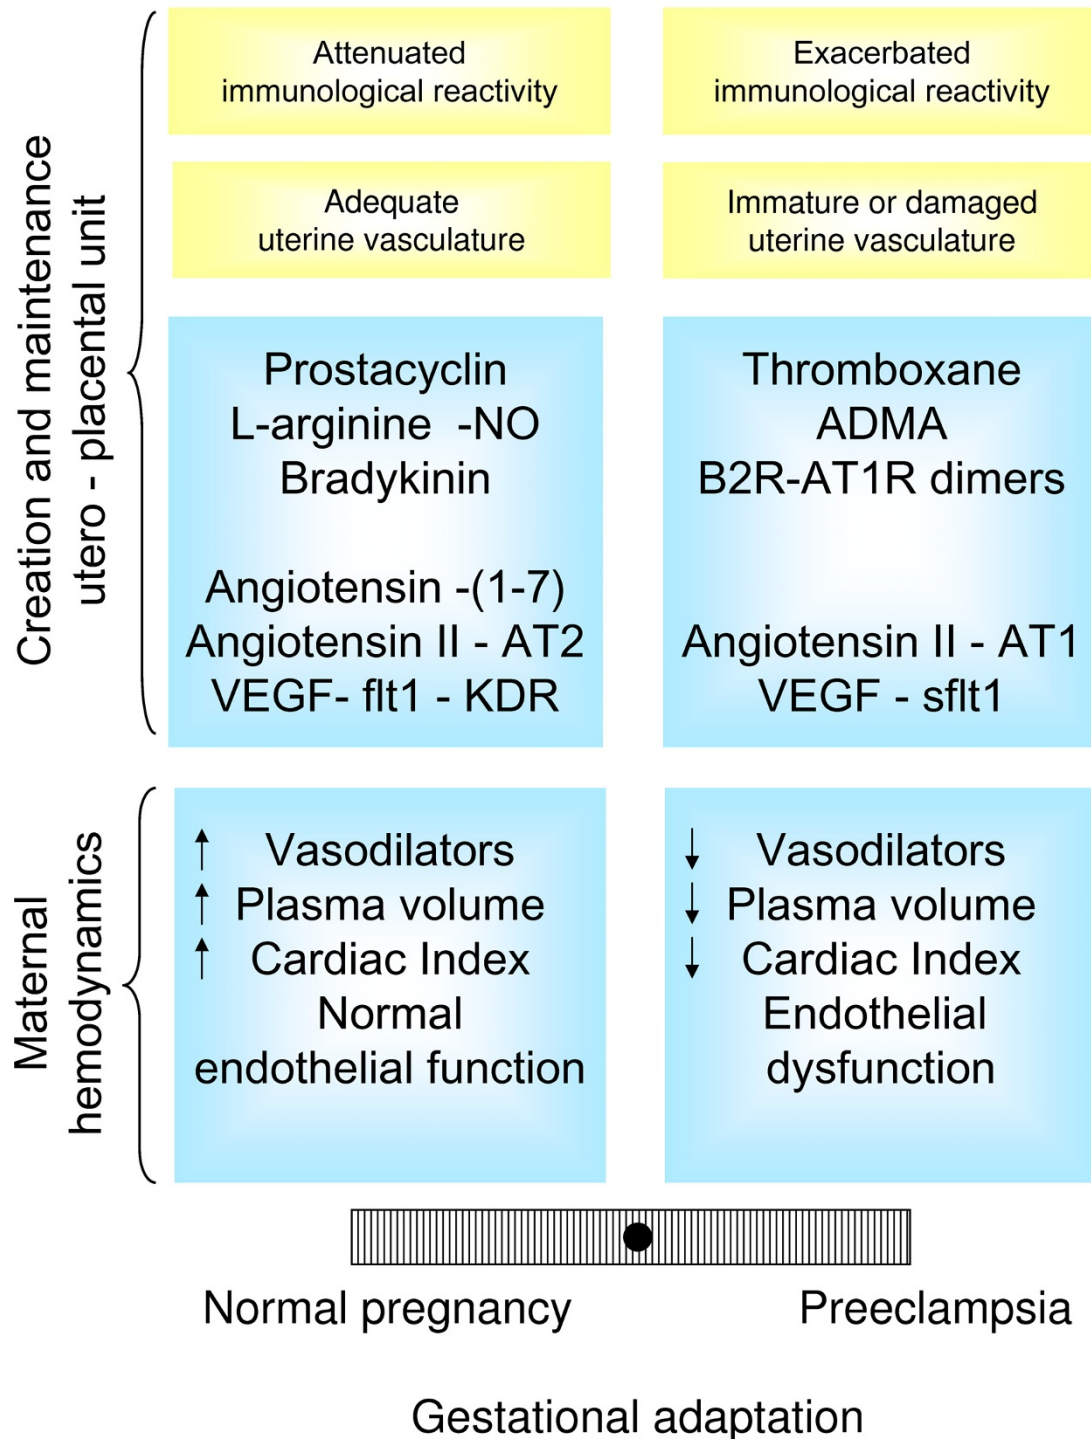 Creation and maintenance
utero - placental unit
Attenuated
immunological reactivity
Exacerbated
immunological reactivity
Adequate
uterine vasculature
Immature or damaged
uterine vasculature
Prostacyclin
L-arginine -NO
Bradykinin
Angiotensin -(1-7)
Angiotensin II - AT2
VEGF- flt1 - KDR
Thromboxane
ADMA
B2R-AT1R dimers
Angiotensin II - AT1
VEGF - sflt1
Maternal
hemodynamics
↑ Vasodilators
↑ Plasma volume
↑ Cardiac Index
Normal
endothelial function
↓ Vasodilators
↓ Plasma volume
↓ Cardiac Index
Endothelial
dysfunction
Normal pregnancy
Preeclampsia
Gestational adaptation